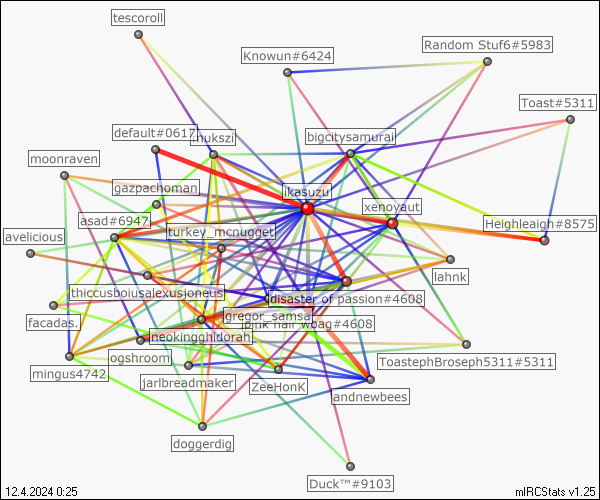 tescoroll
Random Stuf6#5983
Knowun#6424
Toast#5311
default#0617
hukszi
bigcitysamurai
moonraven
gazpachoman
ikasuzu
xenoyaut
asad#6947
Heighleaigh#8575
turkey_mcnugget
avelicious
lahnk
thiccusboiusalexusjoneus
disaster of passion#4608
facadas.
gregor_samsa
pink hair woag#4608
neokinghidorah
ogshroom
ToastephBroseph5311#5311
mingus4742
jarlbreadmaker
ZeeHonK
andnewbees
doggerdig
Duck™#9103
12.4.2024 0:25
mIRCStats v1.25